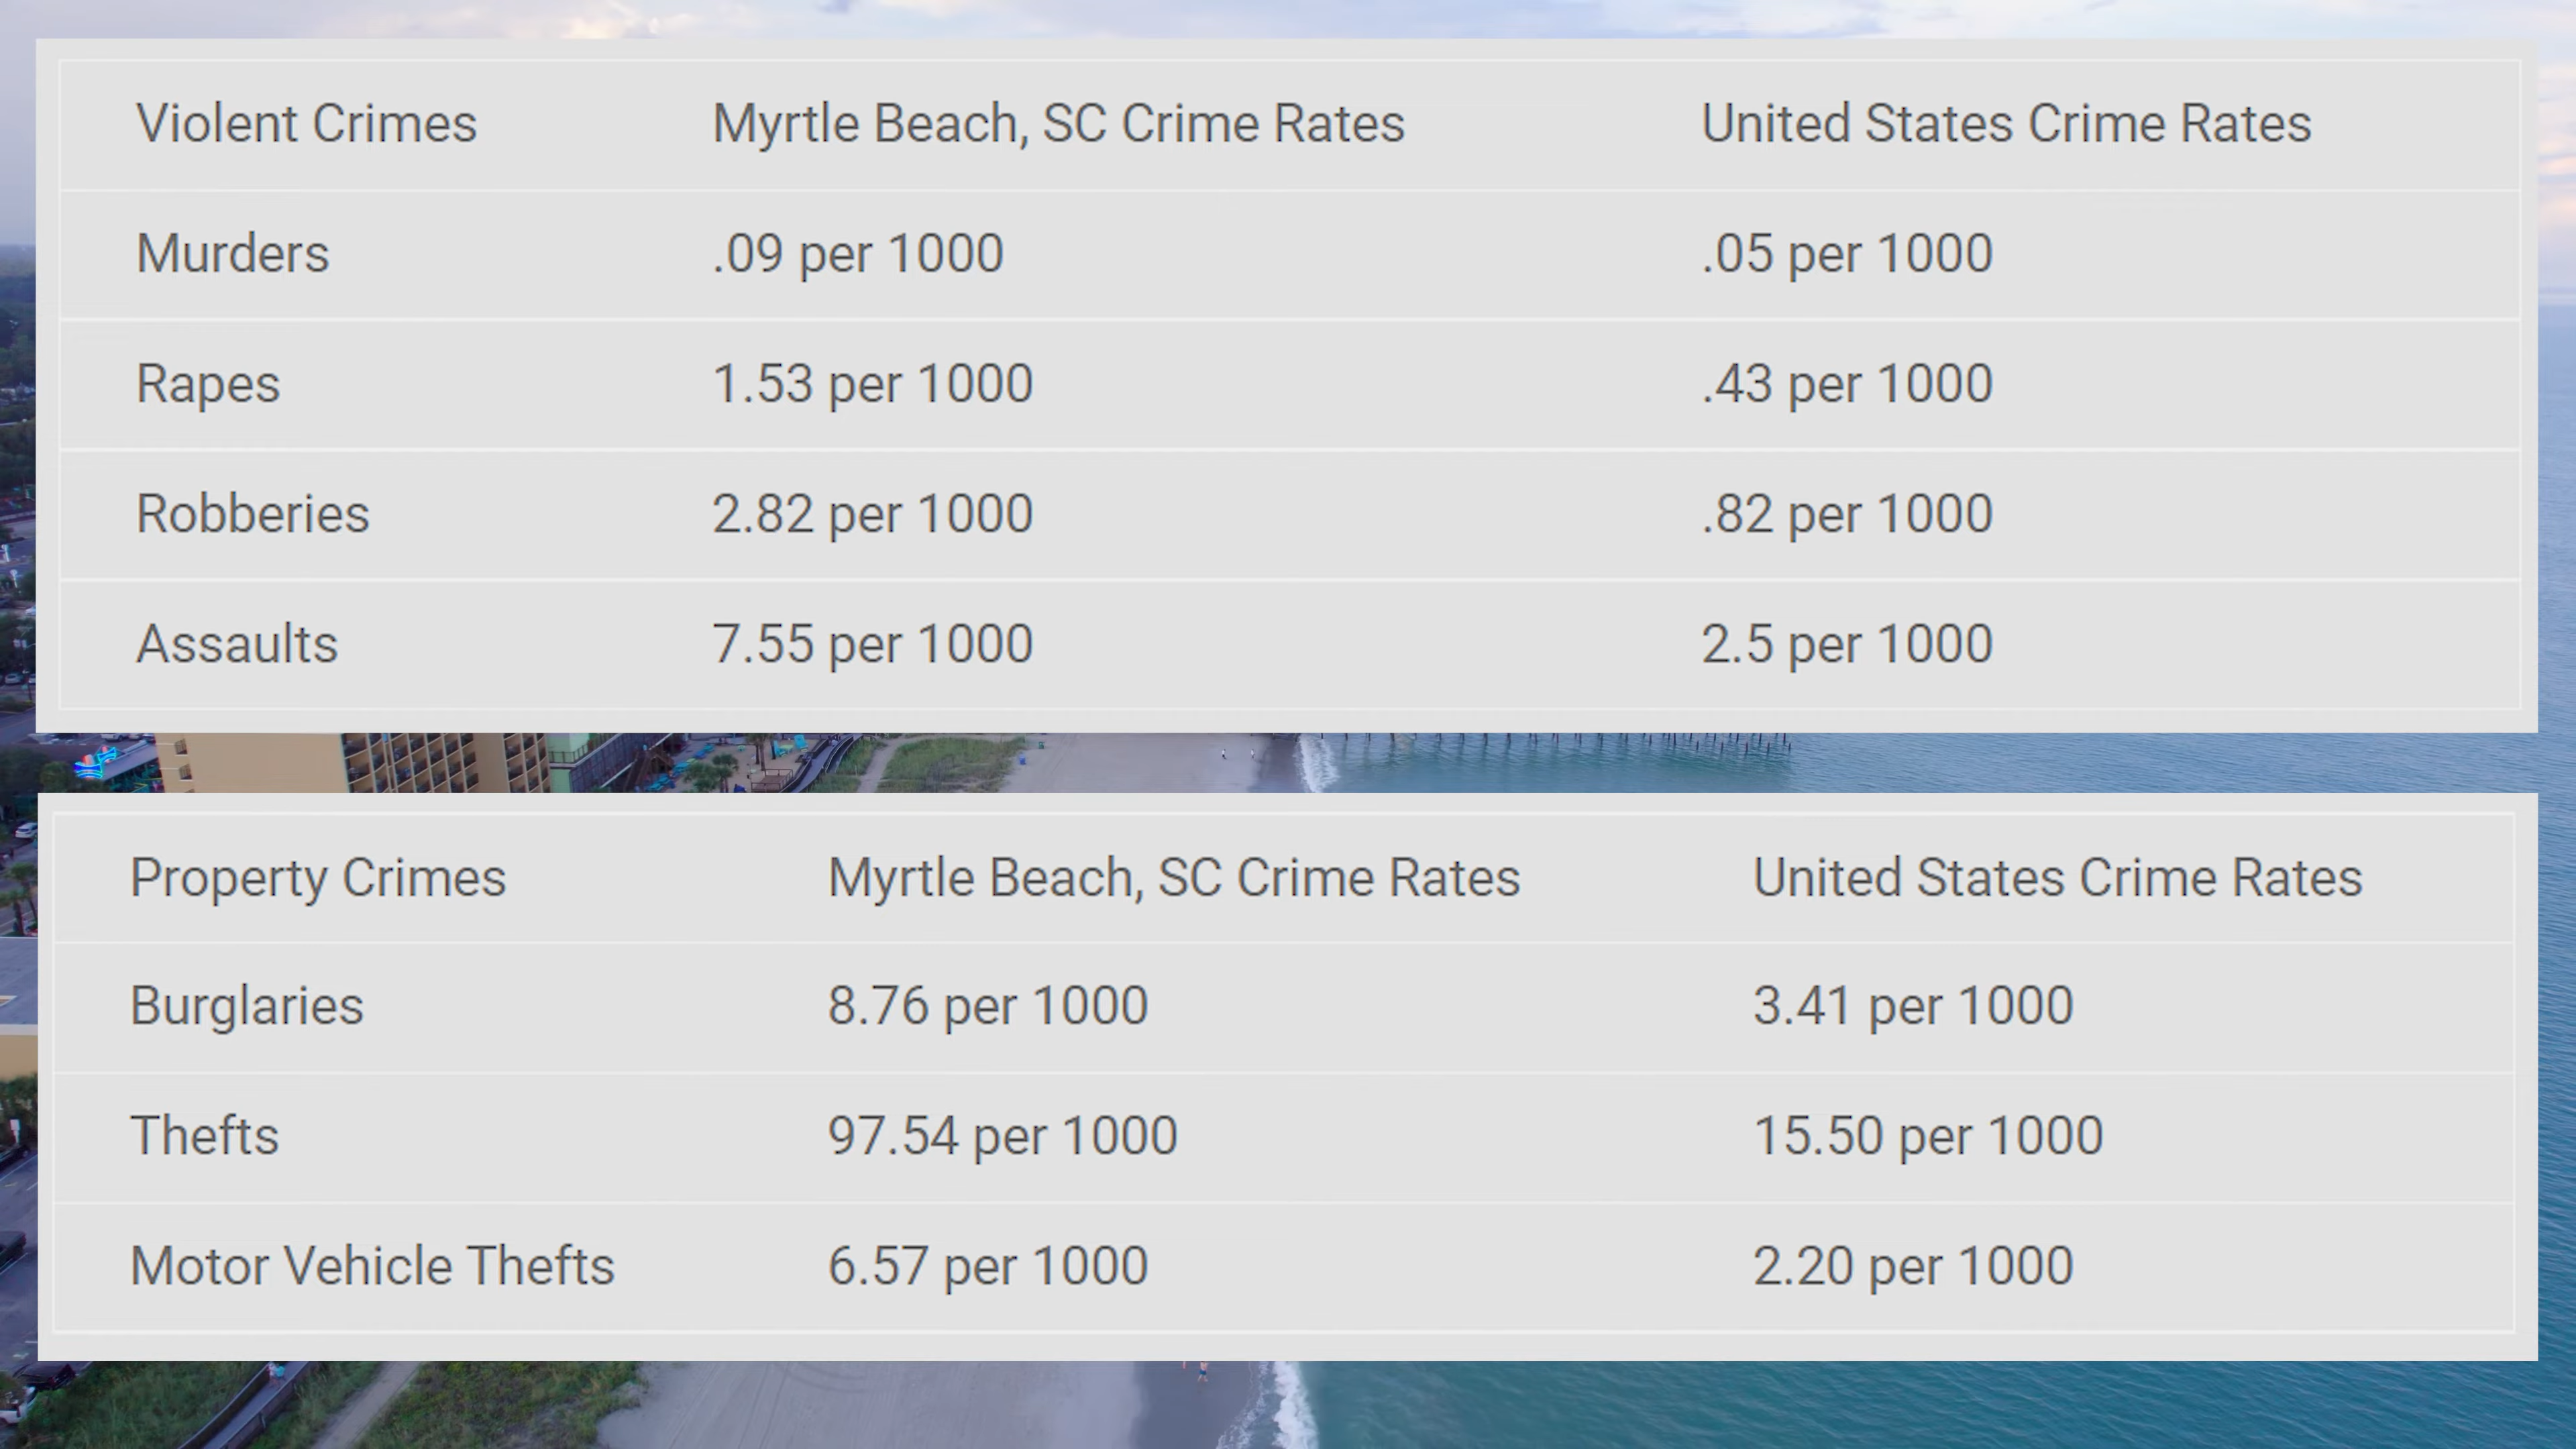 Violent Crimes Myrtle Beach, SC Crime Rates United States Crime Rates
Murders .09 per 1000 .05 per 1000
Rapes 1.53 per 1000 .43 per 1000
Robberies 2.82 per 1000 .82 per 1000
Assaults 7.55 per 1000 2.5 per 1000
Property Crimes Myrtle Beach, SC Crime Rates United States Crime Rates
Burglaries 8.76 per 1000 3.41 per 1000
Thefts 97.54 per 1000 15.50 per 1000
Motor Vehicle Thefts 6.57 per 1000 2.20 per 1000